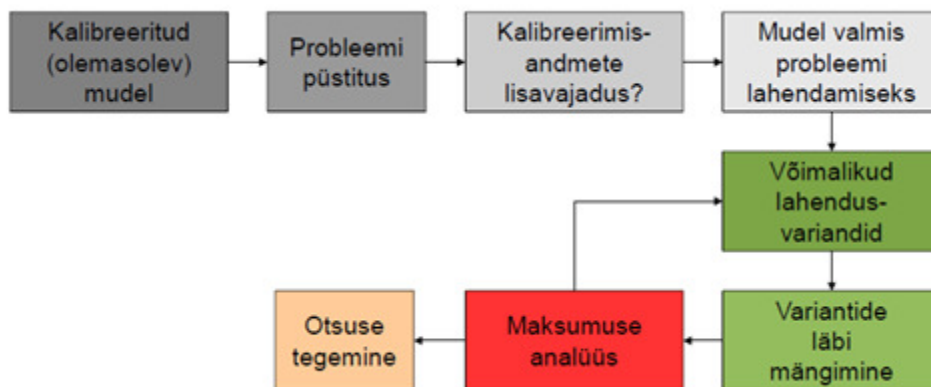 Kalibreeritud
(olemasolev)
mudel
Probleemi
püstitus
Kalibreerimis-
andmete
lisavajadus?
Mudel valmis
probleemi
lahendamiseks
Võimalikud
lahendus-
variandid
Variantide
läbi
mängimine
Maksumuse
analüüs
Otsuse
tegemine